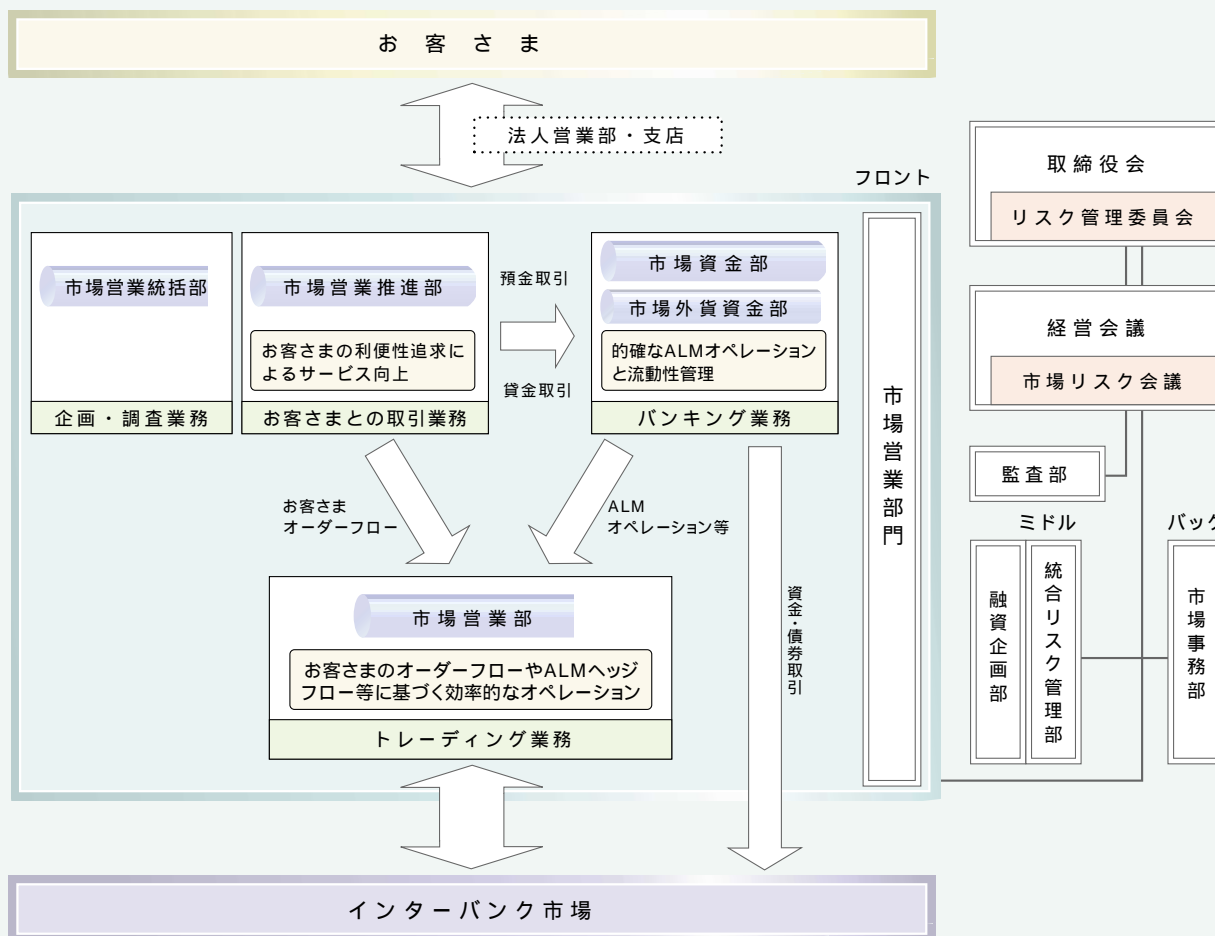 お客さま
法人営業部・支店
フロント
市場営業統括部
企画・調査業務
市場営業推進部
お客さまの利便性追求に
よるサービス向上
お客さまとの取引業務
預金取引
貸金取引
市場資金部
市場外貨資金部
的確なALMオペレーション
と流動性管理
バンキング業務
お客さま
オーダーフロー
ALM
オペレーション等
市場営業部
お客さまのオーダーフローやALMヘッジ
フロー等に基づく効率的なオペレーション
トレーディング業務
資金・債券取引
市場営業部門
インターバンク市場
取締役会
リスク管理委員会
経営会議
市場リスク会議
監査部
ミドル
融資企画部
統合リスク管理部
バック
市場事務部